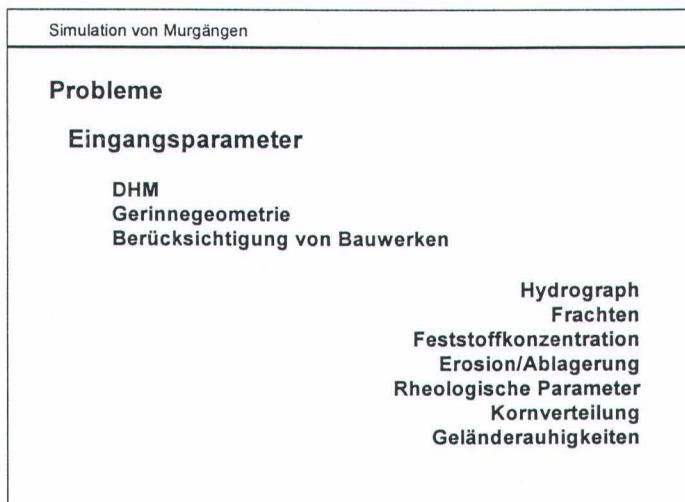 Simulation von Murgängen
Probleme
Eingangsparameter
DHM
Gerinnegeometrie
Berücksichtigung von Bauwerken
Hydrograph
Frachten
Feststoffkonzentration
Erosion/Ablagerung
Rheologische Parameter
Kornverteilung
Geländerauhigkeiten